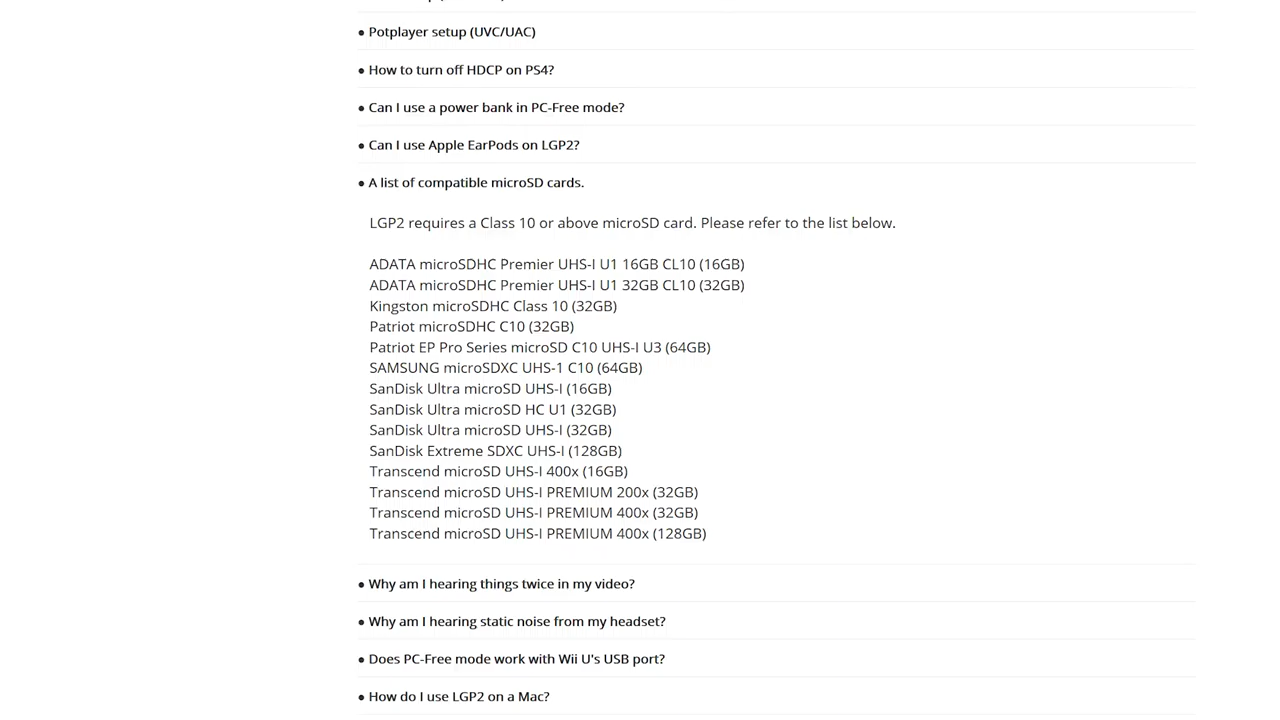 ● Potplayer setup (UVC/UAC)
● How to turn off HDCP on PS4?
● Can I use a power bank in PC-Free mode?
● Can I use Apple EarPods on LGP2?
● A list of compatible microSD cards.
LGP2 requires a Class 10 or above microSD card. Please refer to the list below.
ADATA microSDHC Premier UHS-I U1 16GB CL10 (16GB)
ADATA microSDHC Premier UHS-I U1 32GB CL10 (32GB)
Kingston microSDHC Class 10 (32GB)
Patriot microSDHC C10 (32GB)
Patriot EP Pro Series microSD C10 UHS-I U3 (64GB)
SAMSUNG microSDXC UHS-1 C10 (64GB)
SanDisk Ultra microSD UHS-I (16GB)
SanDisk Ultra microSD HC U1 (32GB)
SanDisk Ultra microSD UHS-I (32GB)
SanDisk Extreme SDXC UHS-I (128GB)
Transcend microSD UHS-I 400x (16GB)
Transcend microSD UHS-I PREMIUM 200x (32GB)
Transcend microSD UHS-I PREMIUM 400x (32GB)
Transcend microSD UHS-I PREMIUM 400x (128GB)
● Why am I hearing things twice in my video?
● Why am I hearing static noise from my headset?
● Does PC-Free mode work with Wii U's USB port?
● How do I use LGP2 on a Mac?